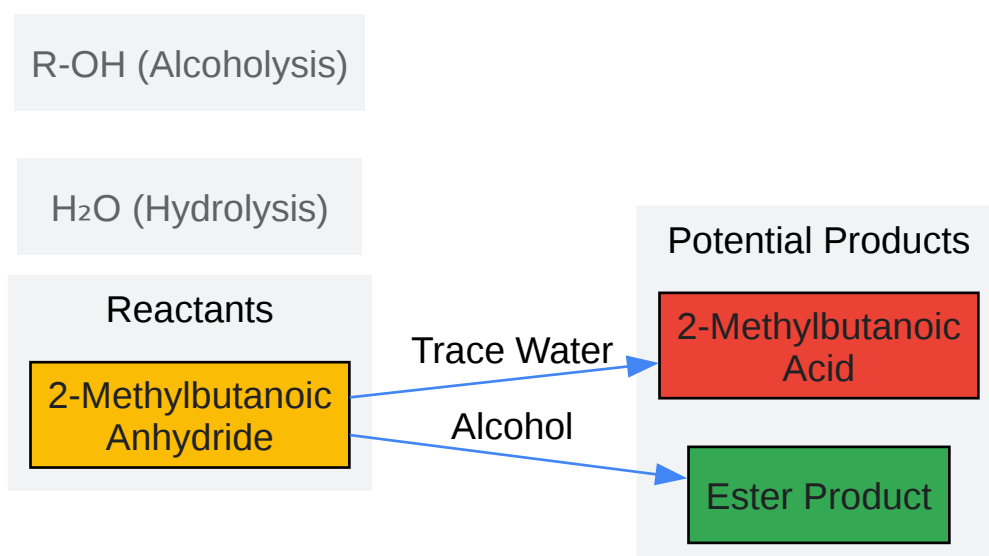 R-OH (Alcoholysis)
H₂O (Hydrolysis)
Reactants
2-Methylbutanoic
Anhydride
Trace Water
Alcohol
Potential Products
2-Methylbutanoic
Acid
Ester Product